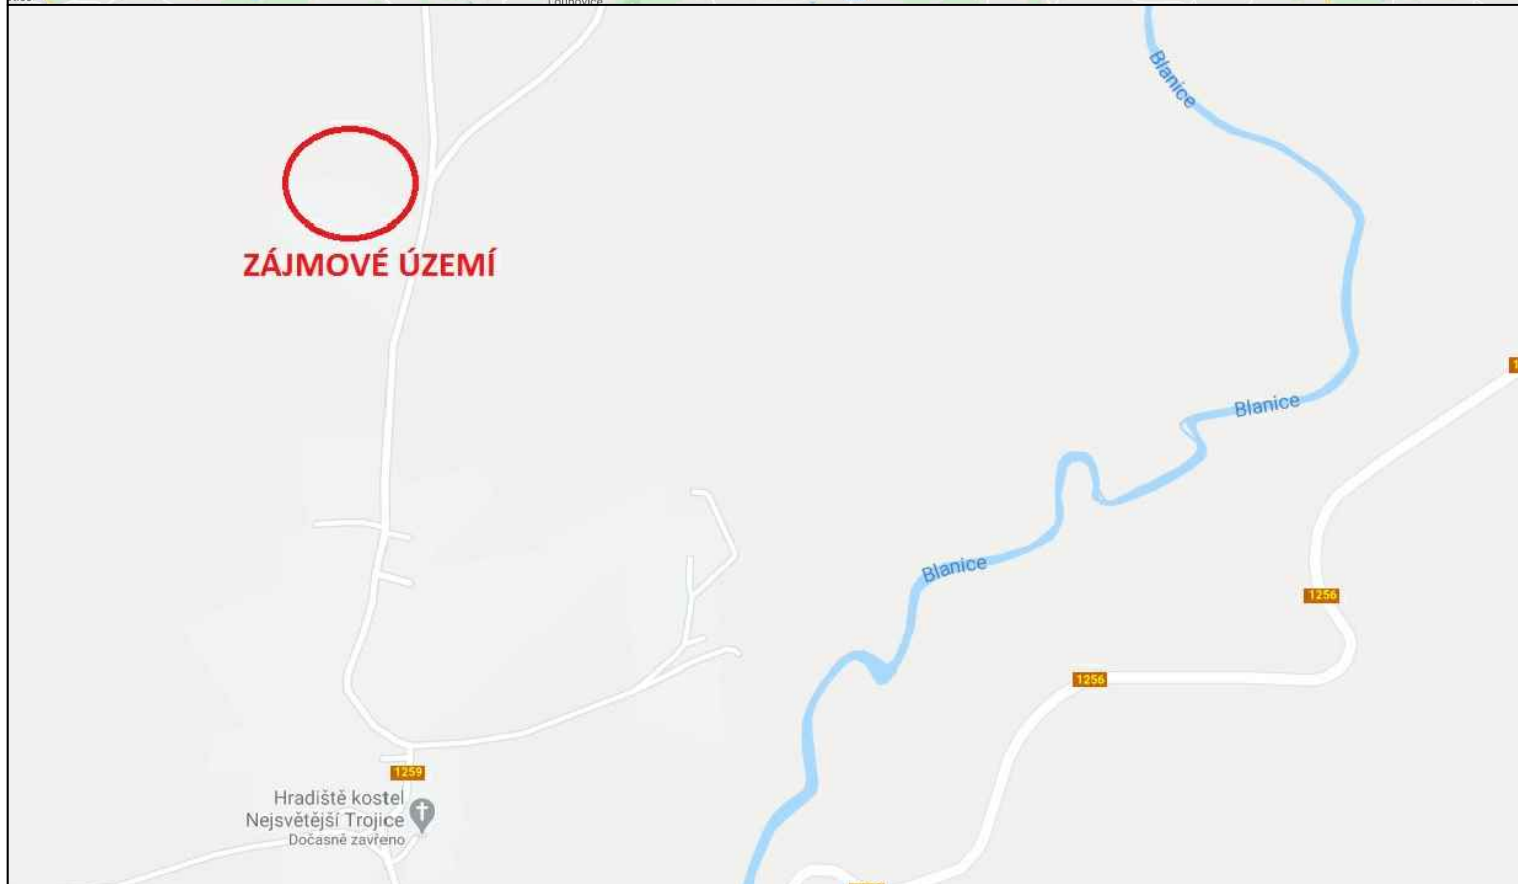 Blanice
ZÁJMOVÉ ÚZEMÍ
Blanice
Blanice
1256
1256
1259
Hradiště kostel
Nejsvětější Trojice
Dočasně zavřeno